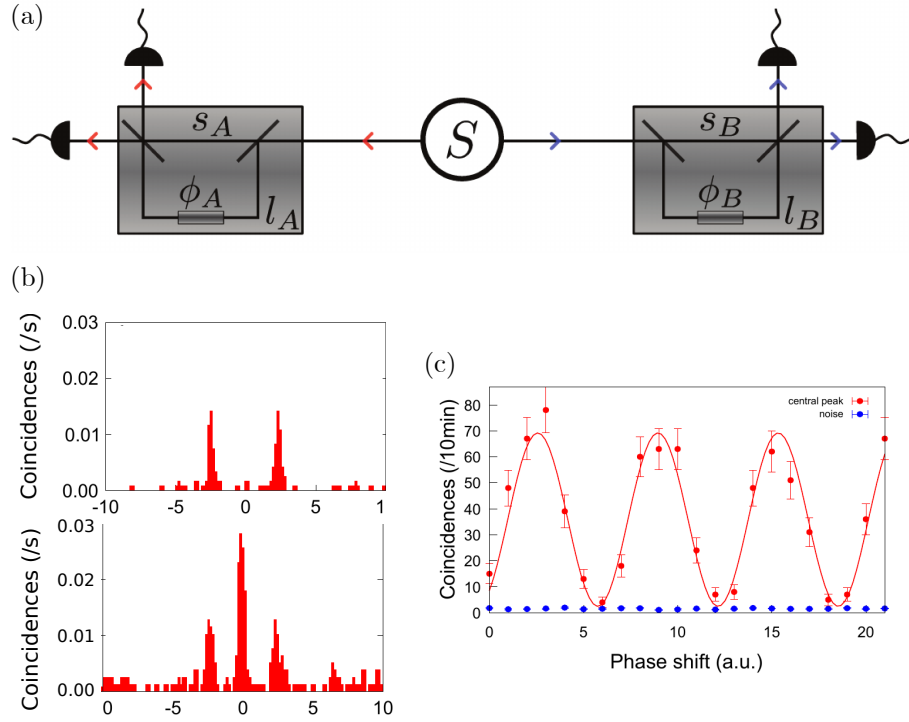 (a)
s_A
S
s_B
ϕ_A
l_A
ϕ_B
l_B
(b)
Coincidences (/s)
0.03
0.02
0.01
0.00
-10 -5 0 5 1
Coincidences (/s)
0.03
0.02
0.01
0.00
0 -5 0 5 10
(c)
central peak
noise
Coincidences (/10min)
80
70
60
50
40
30
20
10
0
0 5 10 15 20
Phase shift (a.u.)